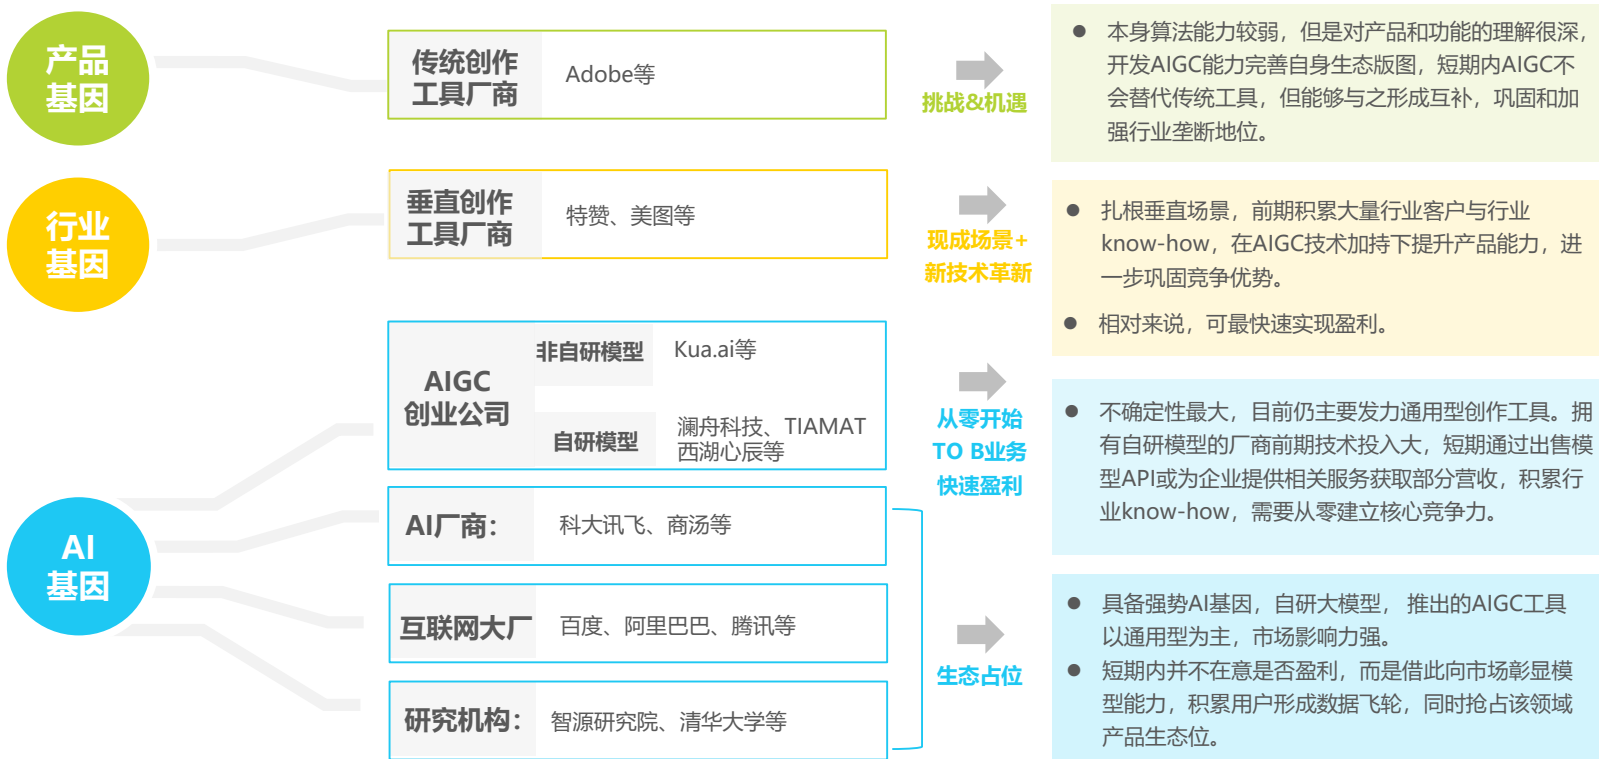 产品
基因
传统创作
工具厂商
Adobe等
挑战&机遇
● 本身算法能力较弱，但是对产品和功能的理解很深，
开发AIGC能力完善自身生态版图，短期内AIGC不
会替代传统工具，但能够与之形成互补，巩固和加
强行业垄断地位。
行业
基因
垂直创作
工具厂商
特赞、美图等
现成场景+
新技术革新
● 扎根垂直场景，前期积累大量行业客户与行业
know-how，在AIGC技术加持下提升产品能力，进
一步巩固竞争优势。
● 相对来说，可最快速实现盈利。
AI
基因
AIGC
创业公司
非自研模型
Kua.ai等
自研模型
澜舟科技、TIAMAT
西湖心辰等
从零开始
TO B业务
快速盈利
● 不确定性最大，目前仍主要发力通用型创作工具。拥
有自研模型的厂商前期技术投入大，短期通过出售模
型API或为企业提供相关服务获取部分营收，积累行
业know-how，需要从零建立核心竞争力。
AI厂商：
科大讯飞、商汤等
互联网大厂
百度、阿里巴巴、腾讯等
研究机构：
智源研究院、清华大学等
生态占位
● 具备强势AI基因，自研大模型， 推出的AIGC工具
以通用型为主，市场影响力强。
● 短期内并不在意是否盈利，而是借此向市场彰显模
型能力，积累用户形成数据飞轮，同时抢占该领域
产品生态位。